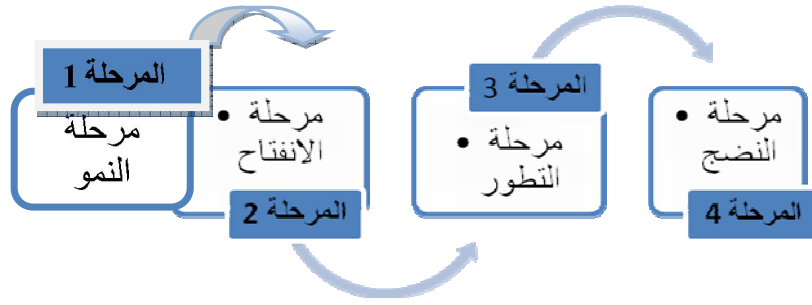 المرحلة 1
مرحلة
النمو
• مرحلة
الانفتاح
المرحلة 2
المرحلة 3
• مرحلة
التطور
• مرحلة
النضج
المرحلة 4